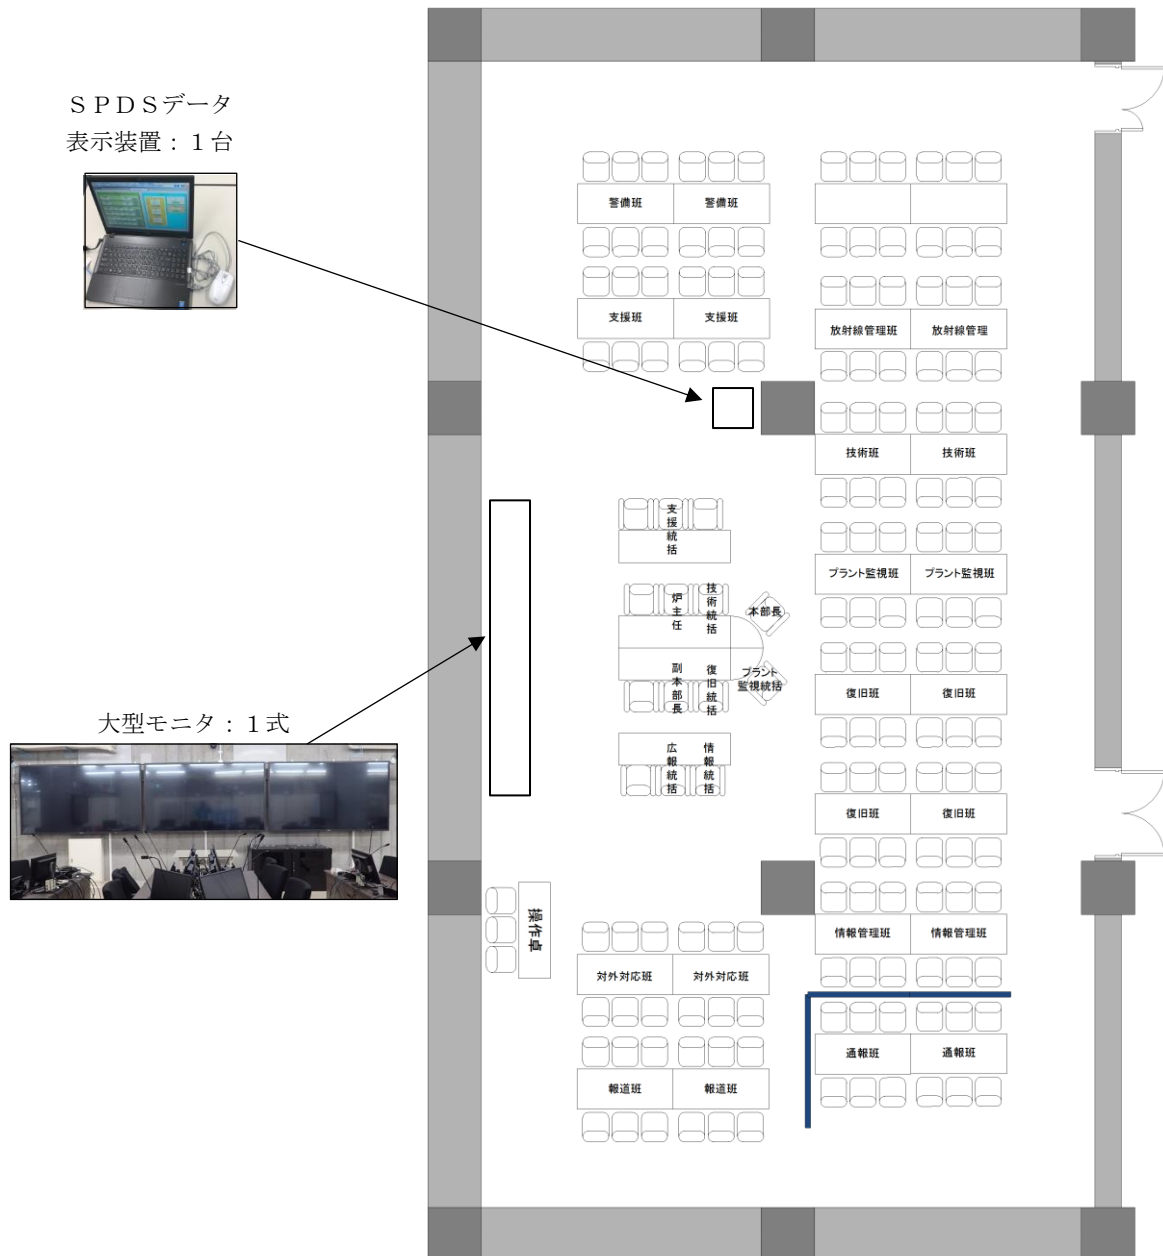 ＳＰＤＳデータ
表示装置：１台
警備班
警備班
支援班
支援班
放射線管理班
放射線管理
技術班
技術班
支援統括
プラント監視班
プラント監視班
炉主任
技術統括
本部長
副本部長
復旧統括
プラント
監視統括
復旧班
復旧班
大型モニタ：１式
広報統括
情報統括
復旧班
復旧班
操作卓
情報管理班
情報管理班
対外対応班
対外対応班
通報班
通報班
報道班
報道班